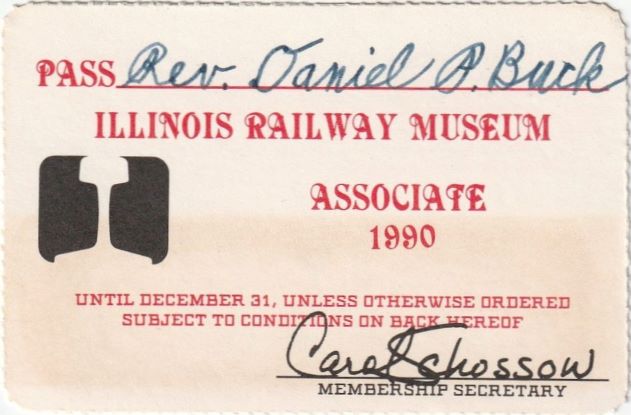 PASS Rev. Daniel P. Buck
ILLINOIS RAILWAY MUSEUM
ASSOCIATE
1990
UNTIL DECEMBER 31, UNLESS OTHERWISE ORDERED
SUBJECT TO CONDITIONS ON BACK HEREOF
Carol
MEMBERSHIP SECRETARY